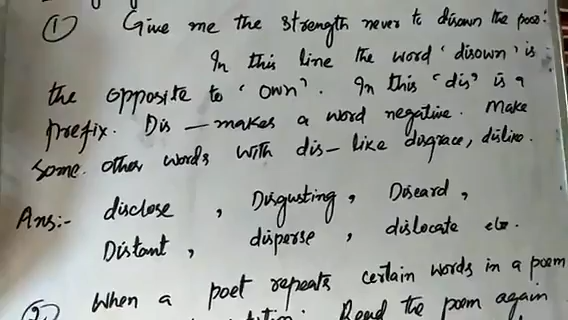 ① Give me the strength never to disown the poor.
In this line the word 'disown' is
the opposite to 'own'. In this 'dis' is a
prefix. Dis — makes a word negative. Make
some other words with dis- like disgrace, dislike.
Ans:- disclose , Disgusting , Discard ,
Distant , disperse , dislocate etc.
When a poet repeats certain words in a poem
Read the poem again